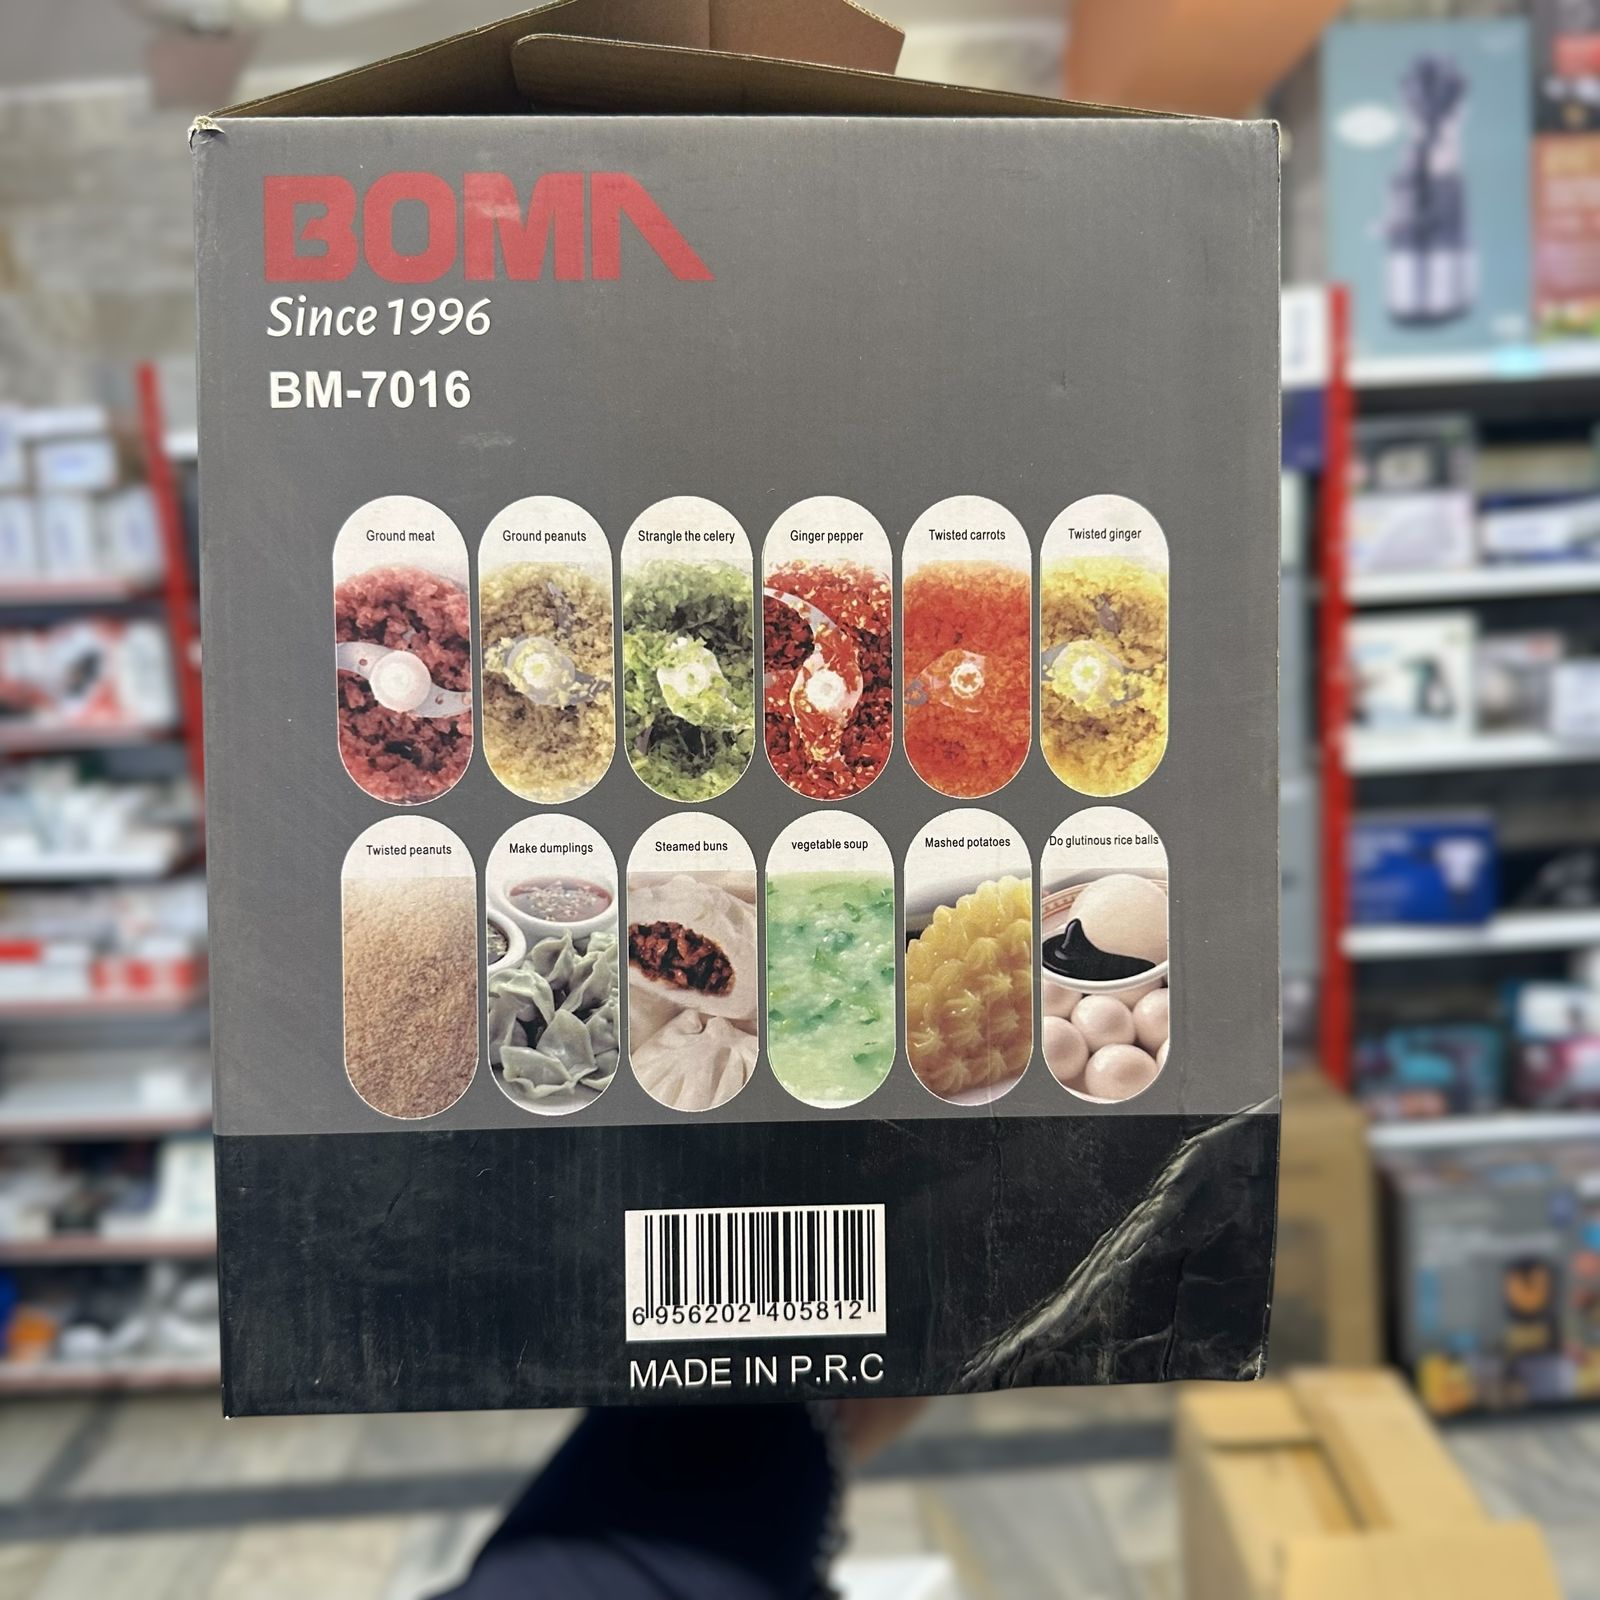 BOMA
Since 1996
BM-7016
Ground meat
Ground peanuts
Strangle the celery
Ginger pepper
Twisted carrots
Twisted ginger
Twisted peanuts
Make dumplings
Steamed buns
vegetable soup
Mashed potatoes
Do glutinous rice balls
6 956202 405812
MADE IN P.R.C